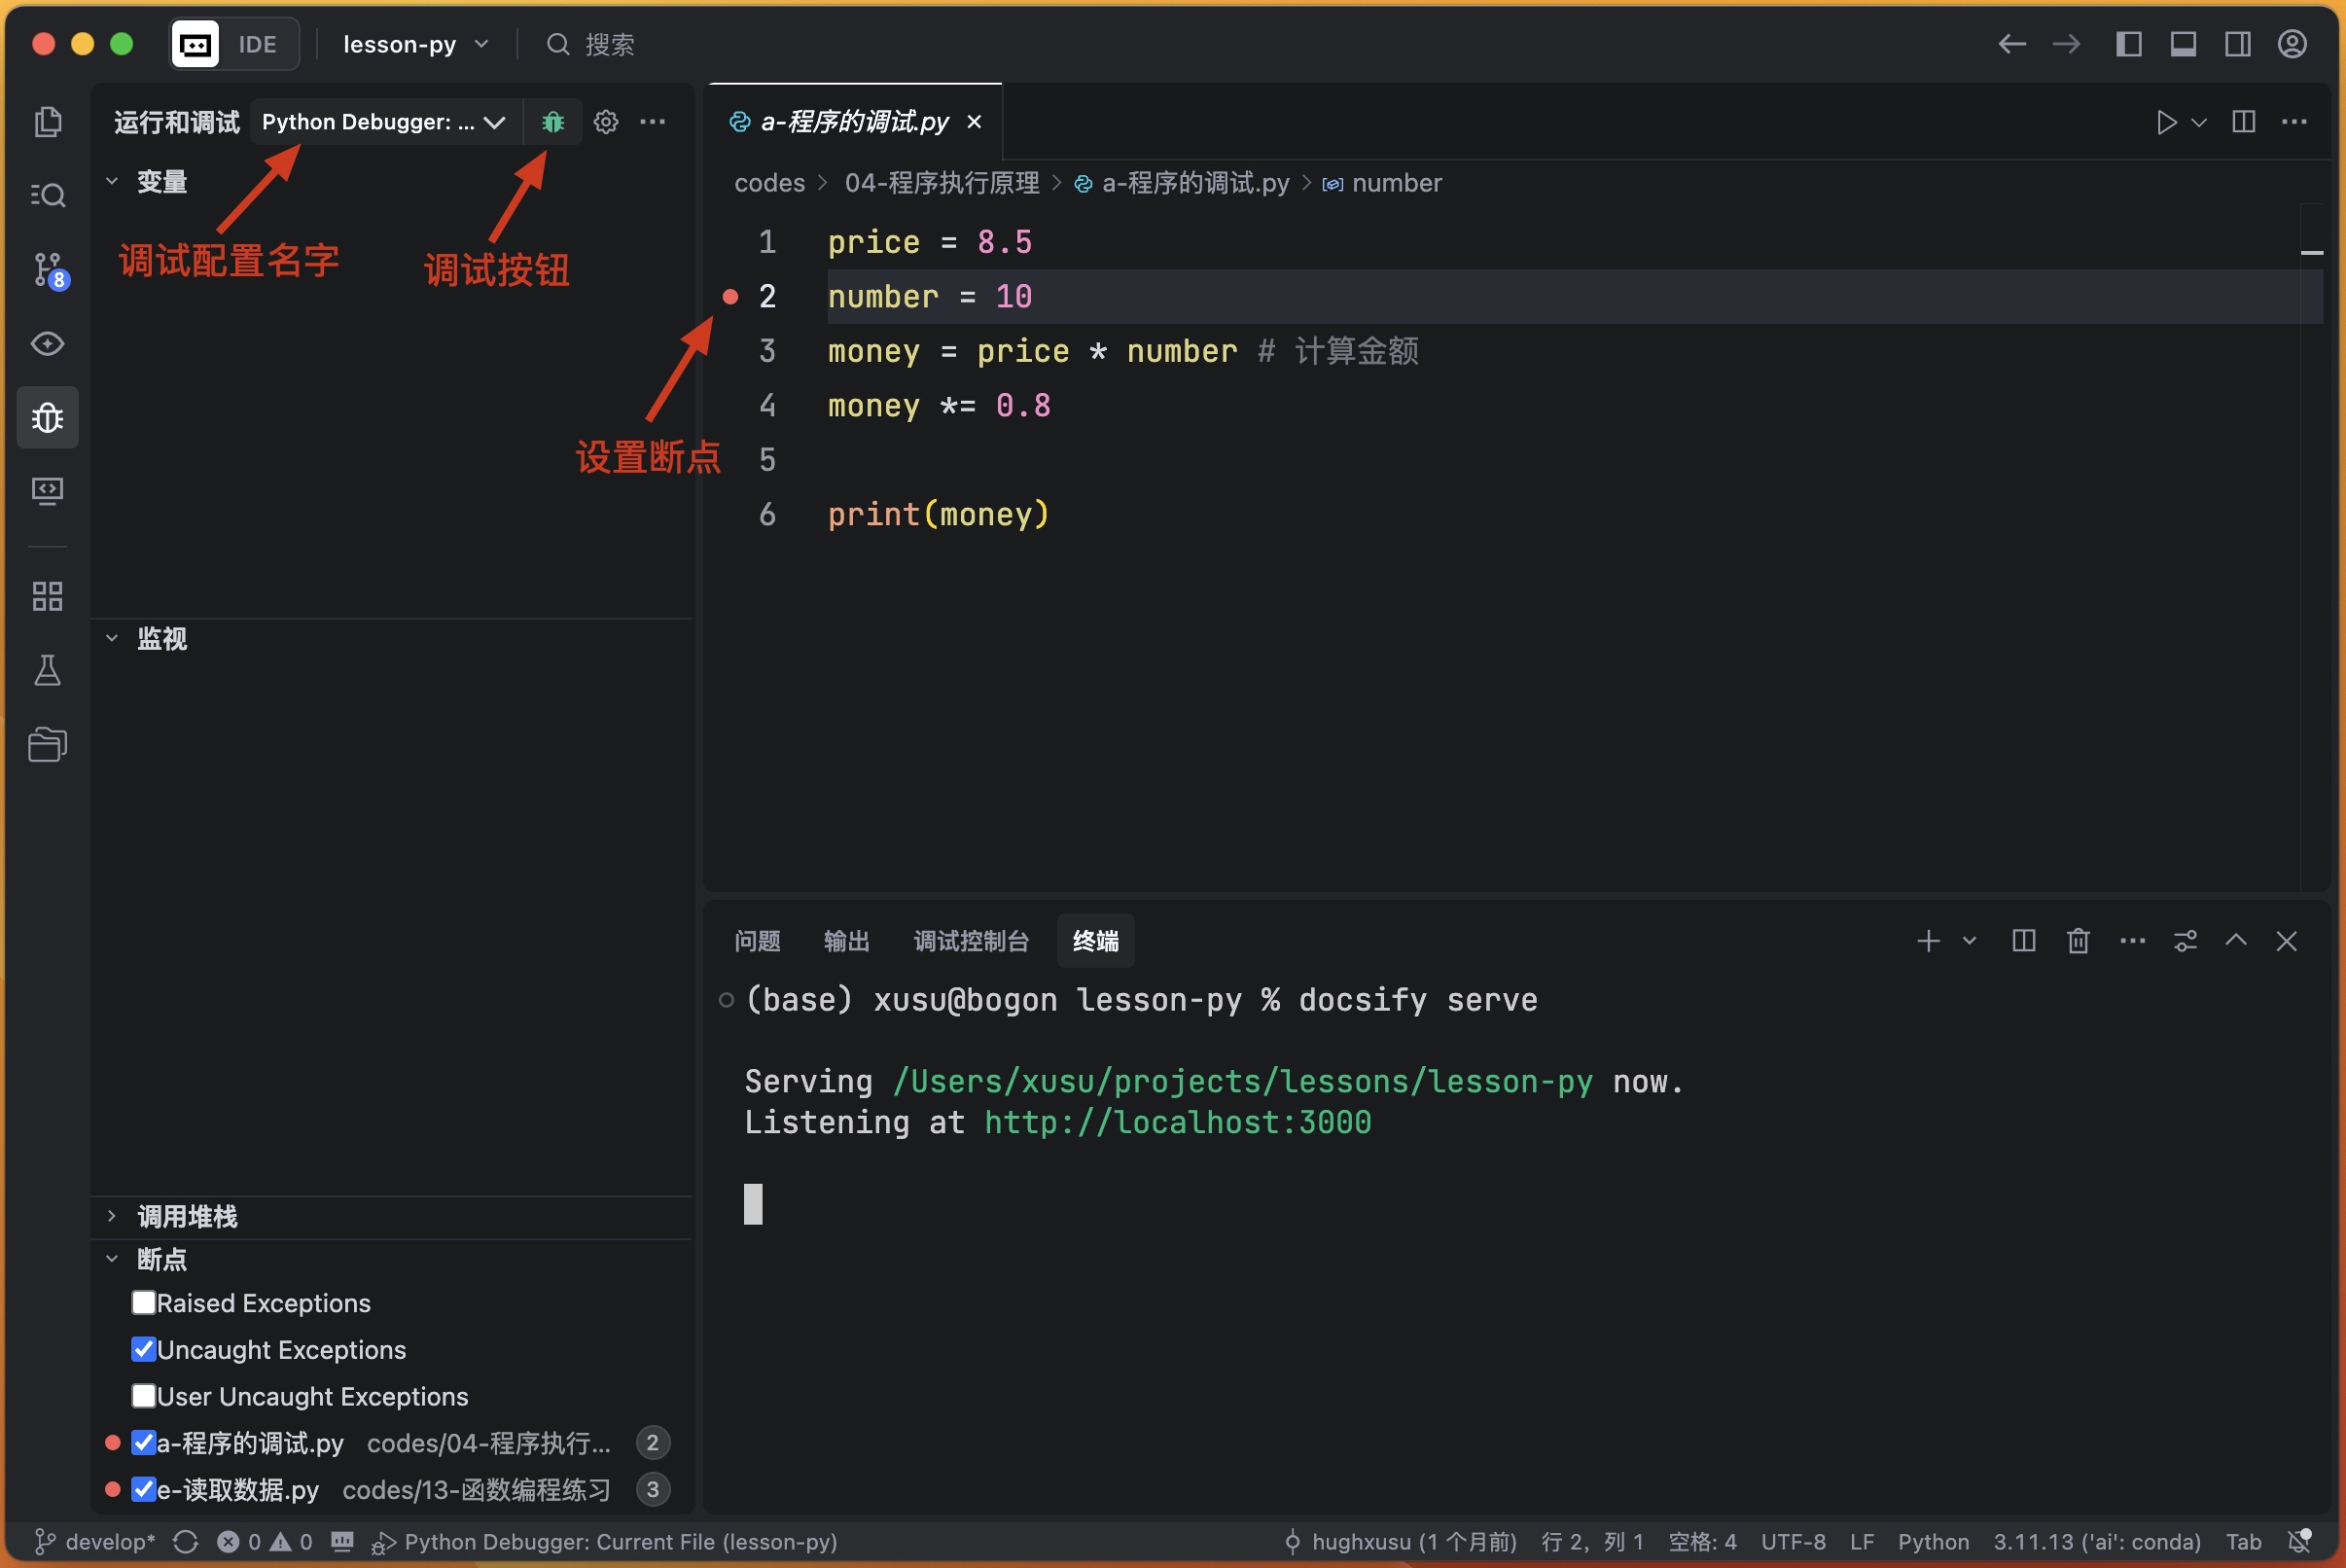 IDE
lesson-py
搜索
运行和调试
Python Debugger: ...
变量
调试配置名字
调试按钮
设置断点
8
监视
调用堆栈
断点
Raised Exceptions
Uncaught Exceptions
User Uncaught Exceptions
a-程序的调试.py codes/04-程序执行... 2
e-读取数据.py codes/13-函数编程练习 3
a-程序的调试.py
codes > 04-程序执行原理 > a-程序的调试.py > number
1 price = 8.5
2 number = 10
3 money = price * number # 计算金额
4 money *= 0.8
5
6 print(money)
问题 输出 调试控制台 终端
(base) xusu@bogon lesson-py % docsify serve
Serving /Users/xusu/projects/lessons/lesson-py now.
Listening at http://localhost:3000
develop* 0 0 Python Debugger: Current File (lesson-py) hughxusu (1 个月前) 行 2，列 1 空格: 4 UTF-8 LF Python 3.11.13 ('ai': conda) Tab